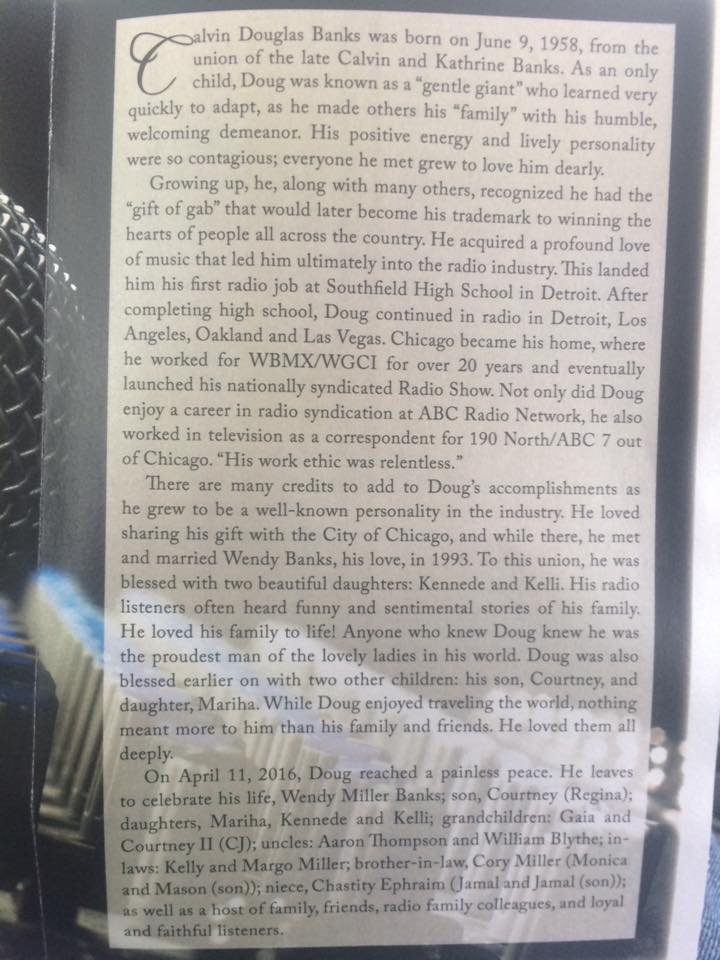 Calvin Douglas Banks was born on June 9, 1958, from the
union of the late Calvin and Kathrine Banks. As an only
child, Doug was known as a “gentle giant” who learned very
quickly to adapt, as he made others his “family” with his humble,
welcoming demeanor. His positive energy and lively personality
were so contagious; everyone he met grew to love him dearly.
Growing up, he, along with many others, recognized he had the
“gift of gab” that would later become his trademark to winning the
hearts of people all across the country. He acquired a profound love
of music that led him ultimately into the radio industry. This landed
him his first radio job at Southfield High School in Detroit. After
completing high school, Doug continued in radio in Detroit, Los
Angeles, Oakland and Las Vegas. Chicago became his home, where
he worked for WBMX/WGCI for over 20 years and eventually
launched his nationally syndicated Radio Show. Not only did Doug
enjoy a career in radio syndication at ABC Radio Network, he also
worked in television as a correspondent for 190 North/ABC 7 out
of Chicago. “His work ethic was relentless.”
There are many credits to add to Doug’s accomplishments as
he grew to be a well-known personality in the industry. He loved
sharing his gift with the City of Chicago, and while there, he met
and married Wendy Banks, his love, in 1993. To this union, he was
blessed with two beautiful daughters: Kennede and Kelli. His radio
listeners often heard funny and sentimental stories of his family.
He loved his family to life! Anyone who knew Doug knew he was
the proudest man of the lovely ladies in his world. Doug was also
blessed earlier on with two other children: his son, Courtney, and
daughter, Mariha. While Doug enjoyed traveling the world, nothing
meant more to him than his family and friends. He loved them all
deeply.
On April 11, 2016, Doug reached a painless peace. He leaves
to celebrate his life, Wendy Miller Banks; son, Courtney (Regina);
daughters, Mariha, Kennede and Kelli; grandchildren: Gaia and
Courtney II (CJ); uncles: Aaron Thompson and William Blythe; in-
laws: Kelly and Margo Miller; brother-in-law, Cory Miller (Monica
and Mason (son)); niece, Chastity Ephraim (Jamal and Jamal (son));
as well as a host of family, friends, radio family colleagues, and loyal
and faithful listeners.